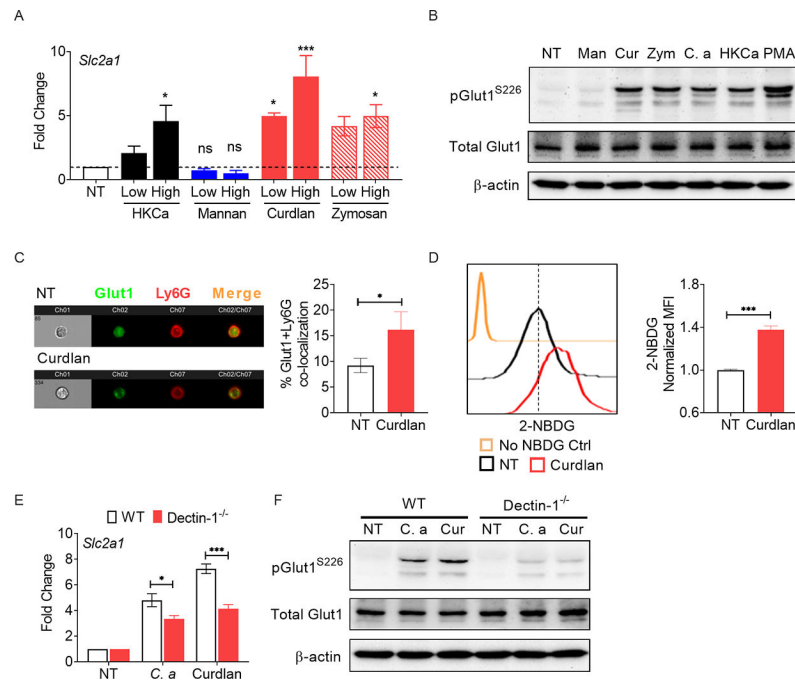 A
Slc2a1
Fold Change
10
5
0
*
ns
ns
*
***
*
NT
Low High
Low High
Low High
Low High
HKCa
Mannan
Curdlan
Zymosan
B
NT Man Cur Zym C. a HKCa PMA
pGlut1S226
Total Glut1
β-actin
C
NT Glut1 Ly6G Merge
Ch01 Ch02 Ch07 Ch02/Ch07
Curdlan
Ch01 Ch02 Ch07 Ch02/Ch07
% Glut1+Ly6G
co-localization
25
20
15
10
5
0
*
NT Curdlan
D
2-NBDG
No NBDG Ctrl
NT Curdlan
2-NBDG
Normalized MFI
1.8
1.4
1.0
0.6
***
NT Curdlan
E
WT Dectin-1-/-
Slc2a1
Fold Change
8
6
4
2
0
*
***
NT C. a Curdlan
F
WT Dectin-1-/-
NT C. a Cur NT C. a Cur
pGlut1S226
Total Glut1
β-actin